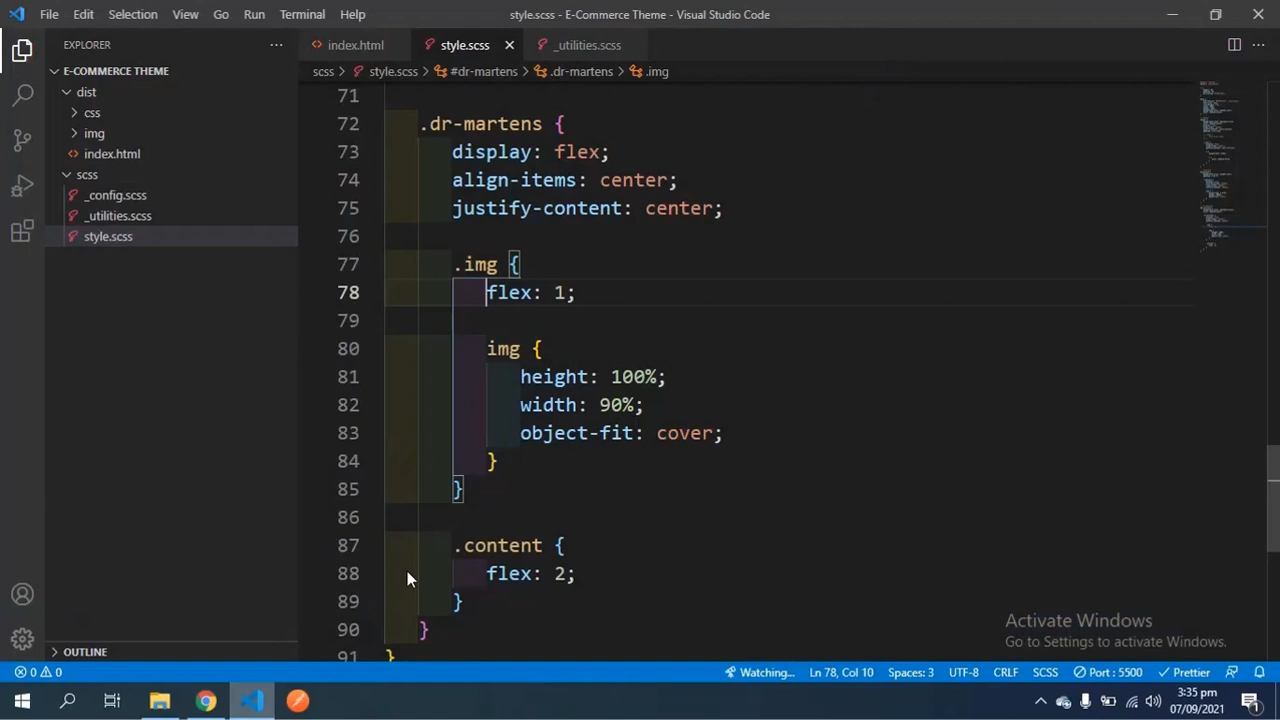 File Edit Selection View Go Run Terminal Help style.scss - E-Commerce Theme - Visual Studio Code
EXPLORER
index.html style.scss _utilities.scss
E-COMMERCE THEME
scss > style.scss > #dr-martens > .dr-martens > .img
dist
css
img
index.html
scss
_config.scss
_utilities.scss
style.scss
71
72 .dr-martens {
73 display: flex;
74 align-items: center;
75 justify-content: center;
76
77 .img {
78 flex: 1;
79
80 img {
81 height: 100%;
82 width: 90%;
83 object-fit: cover;
84 }
85 }
86
87 .content {
88 flex: 2;
89 }
90 }
91 }
Activate Windows
Go to Settings to activate Windows.
OUTLINE
0 0 Watching... Ln 78, Col 10 Spaces: 3 UTF-8 CRLF SCSS Port : 5500 Prettier
3:35 pm
07/09/2021
1